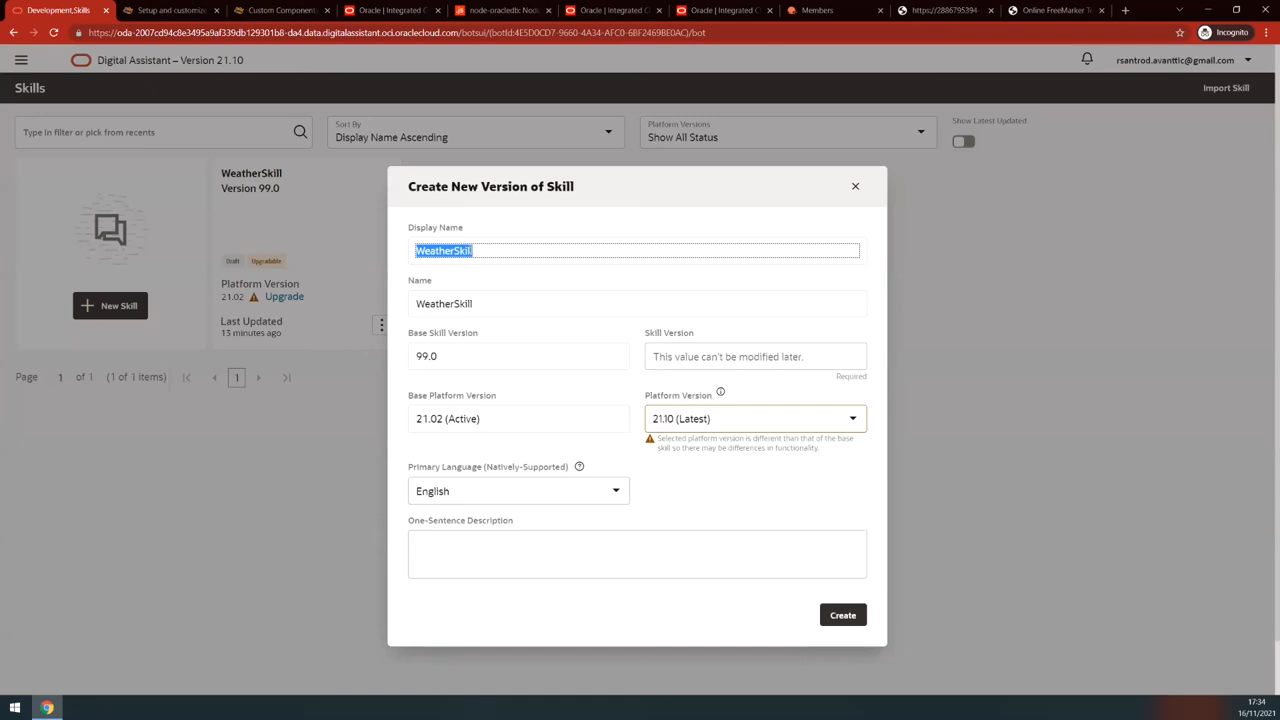 Development,Skills
Setup and customize
Custom Component
Oracle | Integrated C
node-oracledb: Node
Oracle | Integrated C
Oracle | Integrated C
Members
https://2886795394-
Online FreeMarker Te
https://oda-2007cd94c8e3495a9af339db129301b8-da4.data.digitalassistant.oci.oraclecloud.com/botsui/(botId:4E5D0CD7-9660-4A34-AFC0-6BF2469BE0AC)/bot
Incognito
Digital Assistant – Version 21.10
rsantrod.avanttic@gmail.com
Skills
Import Skill
Type in filter or pick from recents
Sort By
Display Name Ascending
Platform Versions
Show All Status
Show Latest Updated
WeatherSkill
Version 99.0
Draft
Upgradable
Platform Version
21.02
Upgrade
Last Updated
13 minutes ago
New Skill
Page 1 of 1 (1 of 1 items) 1
Create New Version of Skill
Display Name
WeatherSkill
Name
WeatherSkill
Base Skill Version
99.0
Skill Version
This value can't be modified later.
Required
Base Platform Version
21.02 (Active)
Platform Version
21.10 (Latest)
Selected platform version is different than that of the base
skill so there may be differences in functionality.
Primary Language (Natively-Supported)
English
One-Sentence Description
Create
17:34
16/11/2021